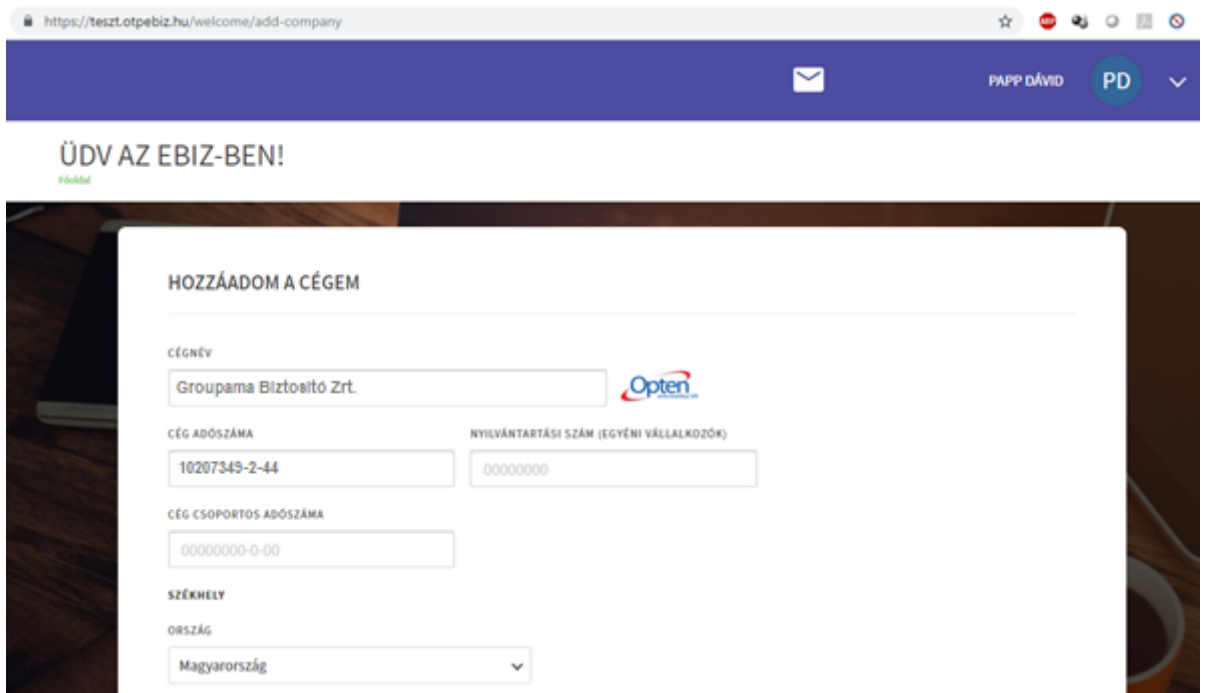 https://teszt.otpebiz.hu/welcome/add-company
PAPP DÁVID PD
ÜDV AZ EBIZ-BEN!
Főoldal
HOZZÁADOM A CÉGEM
CÉGNÉV
Groupama Biztosító Zrt.
Opten
CÉG ADÓSZÁMA NYILVÁNTARTÁSI SZÁM (EGYÉNI VÁLLALKOZÓK)
10207349-2-44 00000000
CÉG CSOPORTOS ADÓSZÁMA
00000000-0-00
SZÉKHELY
ORSZÁG
Magyarország